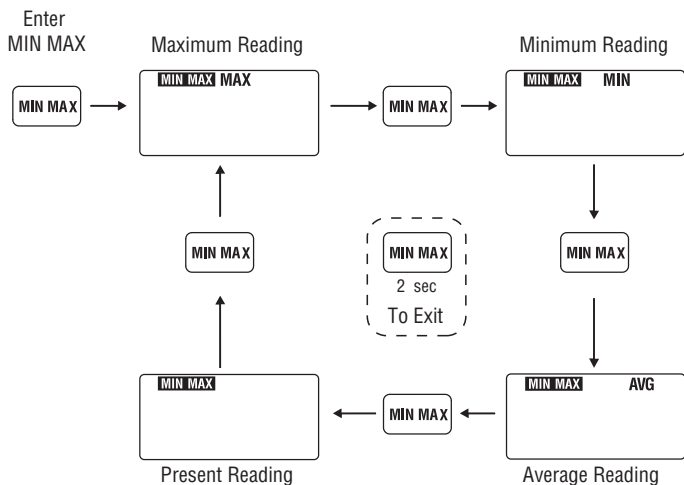 Enter
MIN MAX
Maximum Reading
Minimum Reading
MIN MAX
MIN MAX MAX
MIN MAX
MIN MAX MIN
MIN MAX
MIN MAX
2 sec
To Exit
MIN MAX
MIN MAX
MIN MAX
MIN MAX AVG
Present Reading
Average Reading